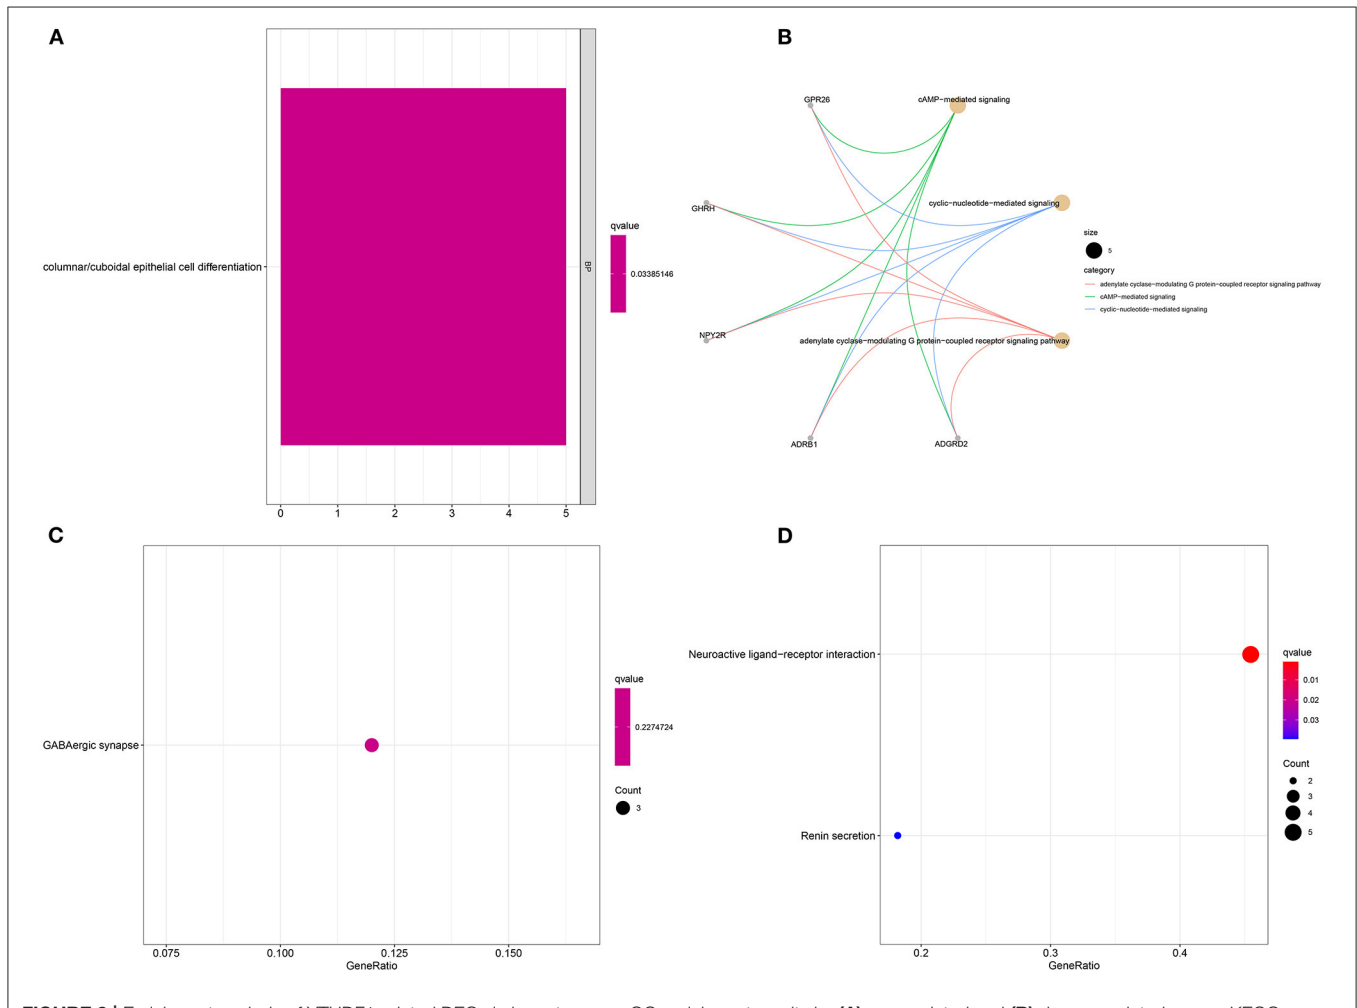 A
columnar/cuboidal epithelial cell differentiation
BP
0 1 2 3 4 5
qvalue
0.03385146
B
GPR26
cAMP−mediated signaling
GHRH
cyclic−nucleotide−mediated signaling
NPY2R
adenylate cyclase−modulating G protein−coupled receptor signaling pathway
ADRB1
ADGRD2
size
5
category
adenylate cyclase−modulating G protein−coupled receptor signaling pathway
cAMP−mediated signaling
cyclic−nucleotide−mediated signaling
C
GABAergic synapse
0.075 0.100 0.125 0.150
GeneRatio
qvalue
0.2274724
Count
3
D
Neuroactive ligand−receptor interaction
Renin secretion
0.2 0.3 0.4
GeneRatio
qvalue
0.01
0.02
0.03
Count
2
3
4
5